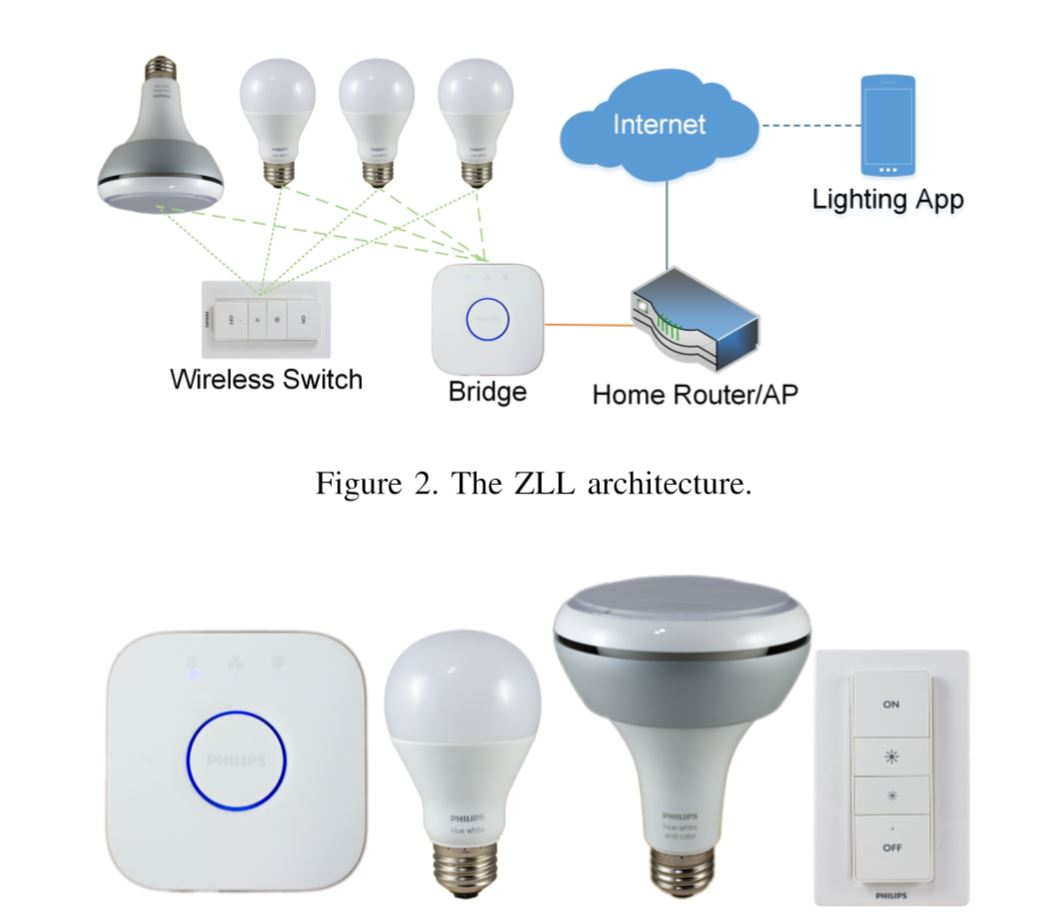 Internet
Lighting App
Wireless Switch
Bridge
Home Router/AP
Figure 2. The ZLL architecture.
PHILIPS
PHILIPS
Hue white
PHILIPS
Hue white
and color
ON
OFF
PHILIPS